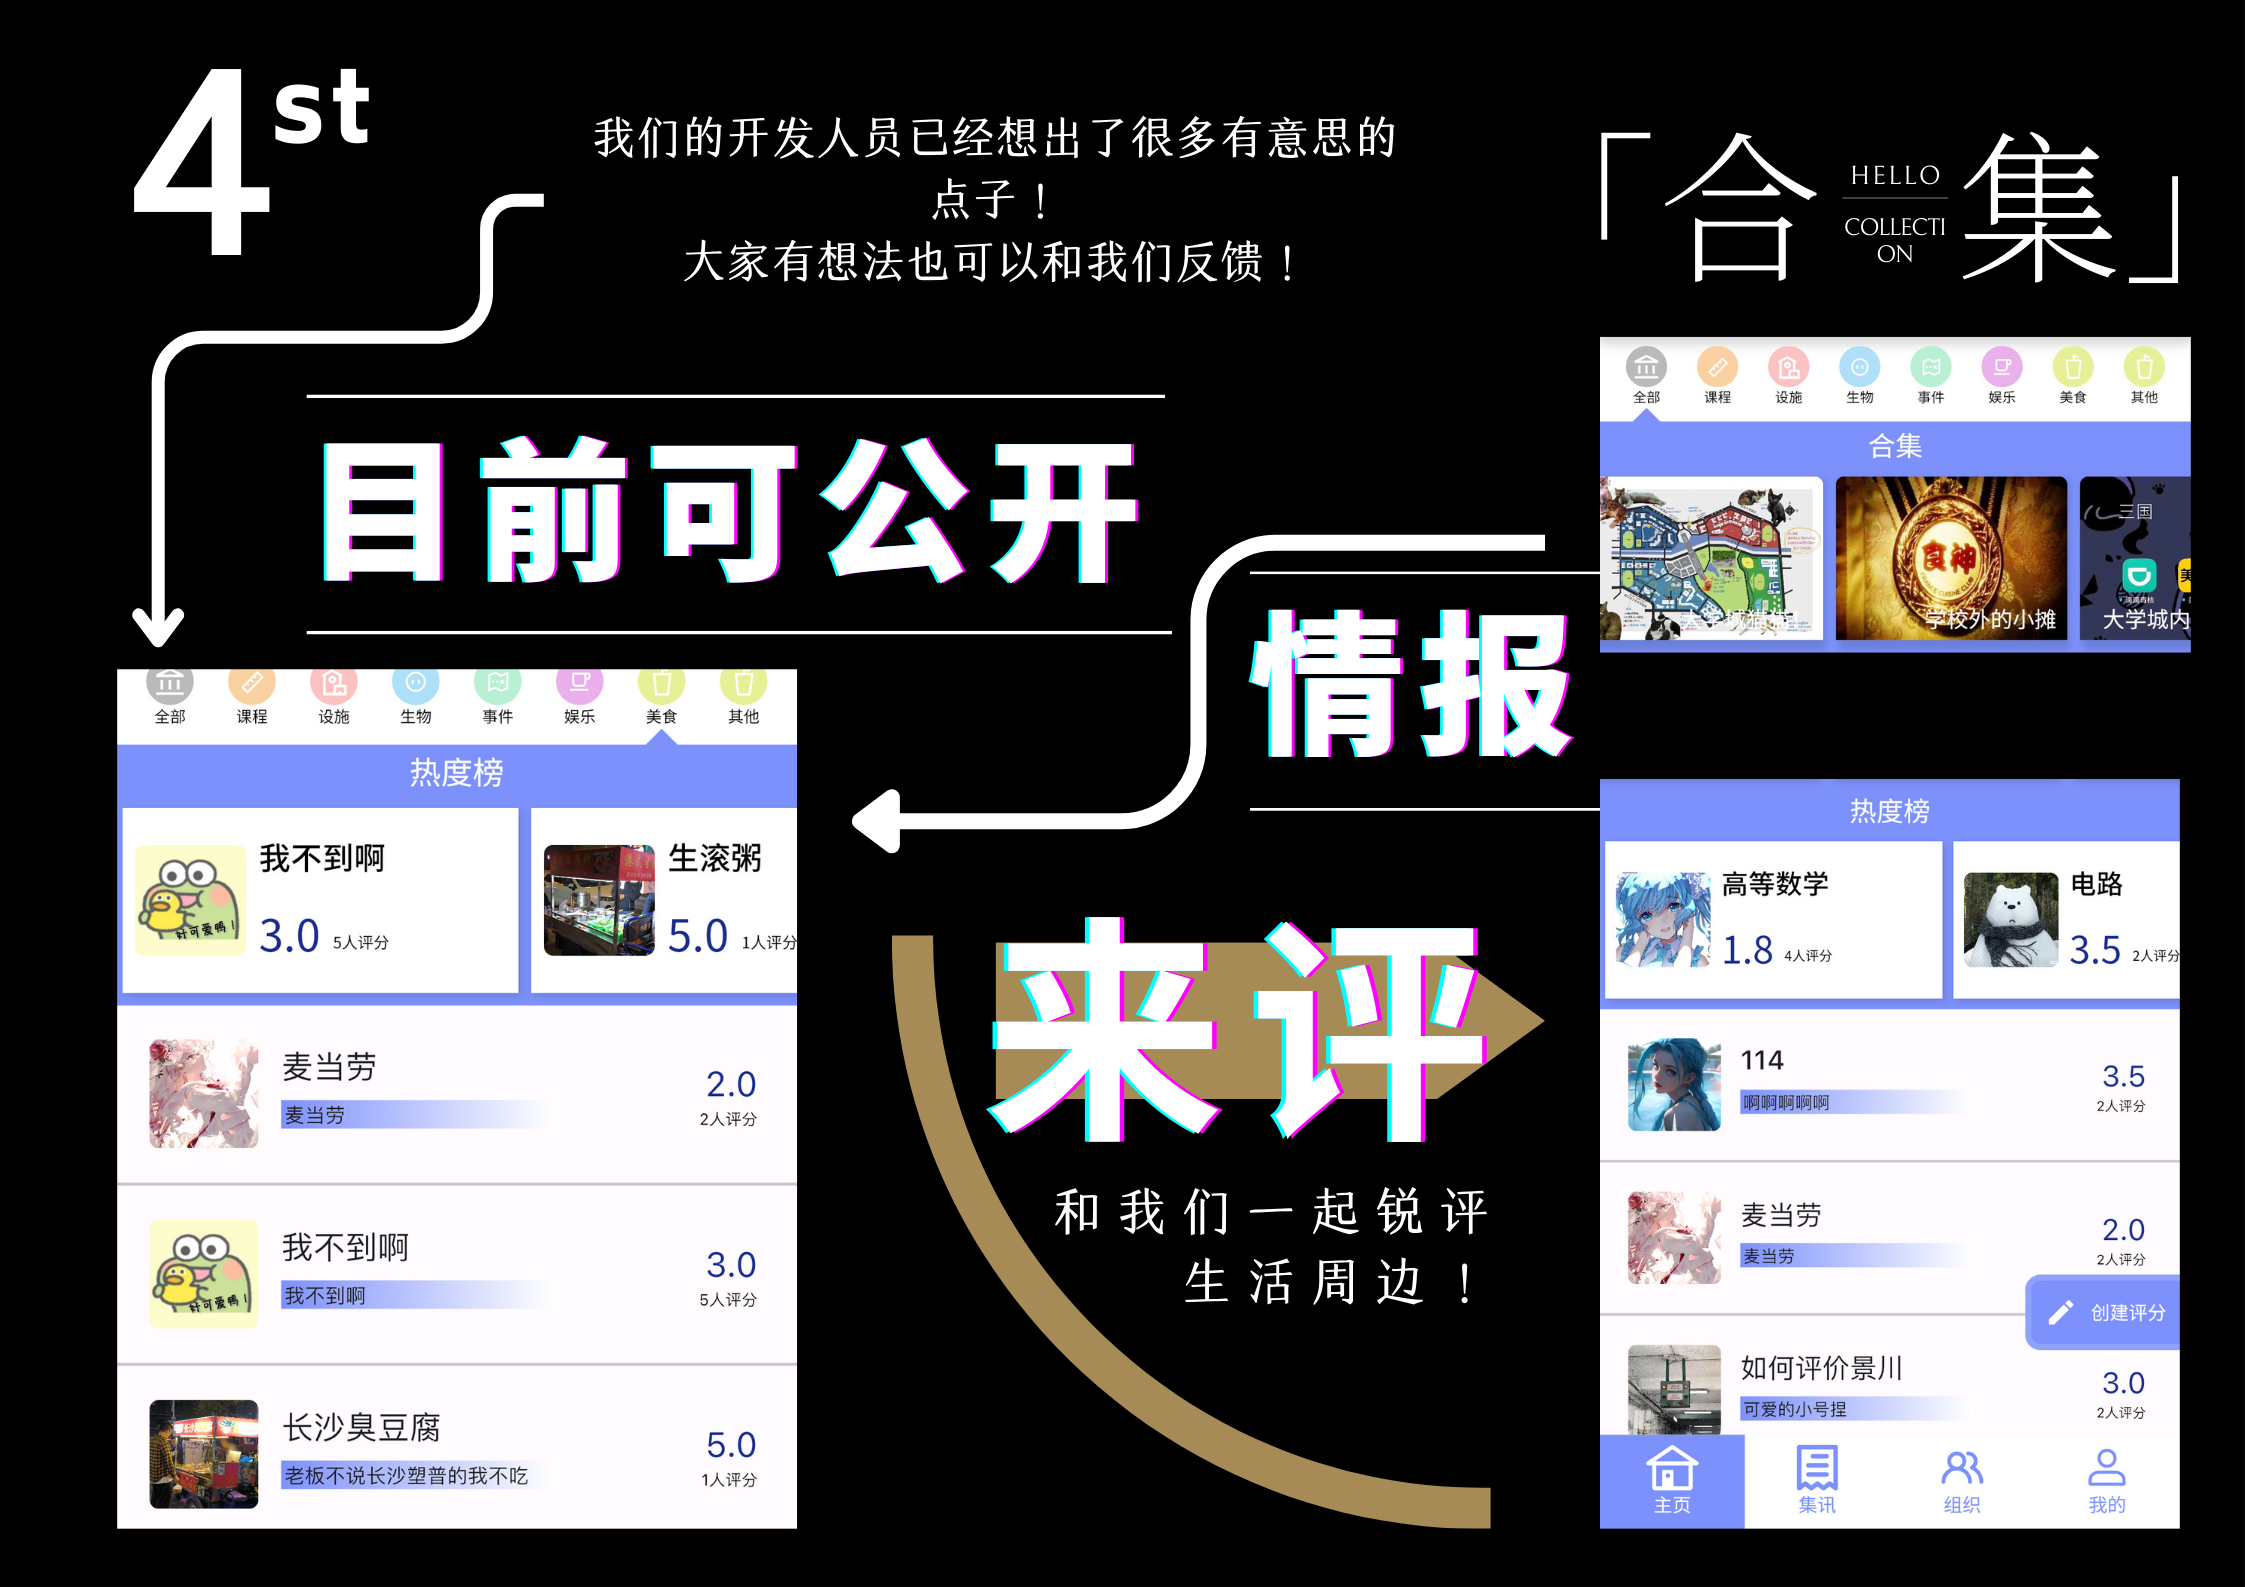 4st
我们的开发人员已经想出了很多有意思的
点子！
大家有想法也可以和我们反馈！
「合集」
HELLO
COLLECTI
ON
目前可公开
情报
全部 课程 设施 生物 事件 娱乐 美食 其他
合集
食神
三国
大学城猫猫!
学校外的小摊
大学城内
全部 课程 设施 生物 事件 娱乐 美食 其他
热度榜
我不到啊
好可爱鸭！
3.0 5人评分
生滚粥
5.0 1人评分
麦当劳
麦当劳
2.0
2人评分
我不到啊
我不到啊
好可爱鸭！
3.0
5人评分
长沙臭豆腐
老板不说长沙塑普的我不吃
5.0
1人评分
来评
和我们一起锐评
生活周边！
热度榜
高等数学
1.8 4人评分
电路
3.5 2人评分
114
啊啊啊啊啊
3.5
2人评分
麦当劳
麦当劳
2.0
2人评分
创建评分
如何评价景川
可爱的小号捏
3.0
2人评分
主页 集讯 组织 我的